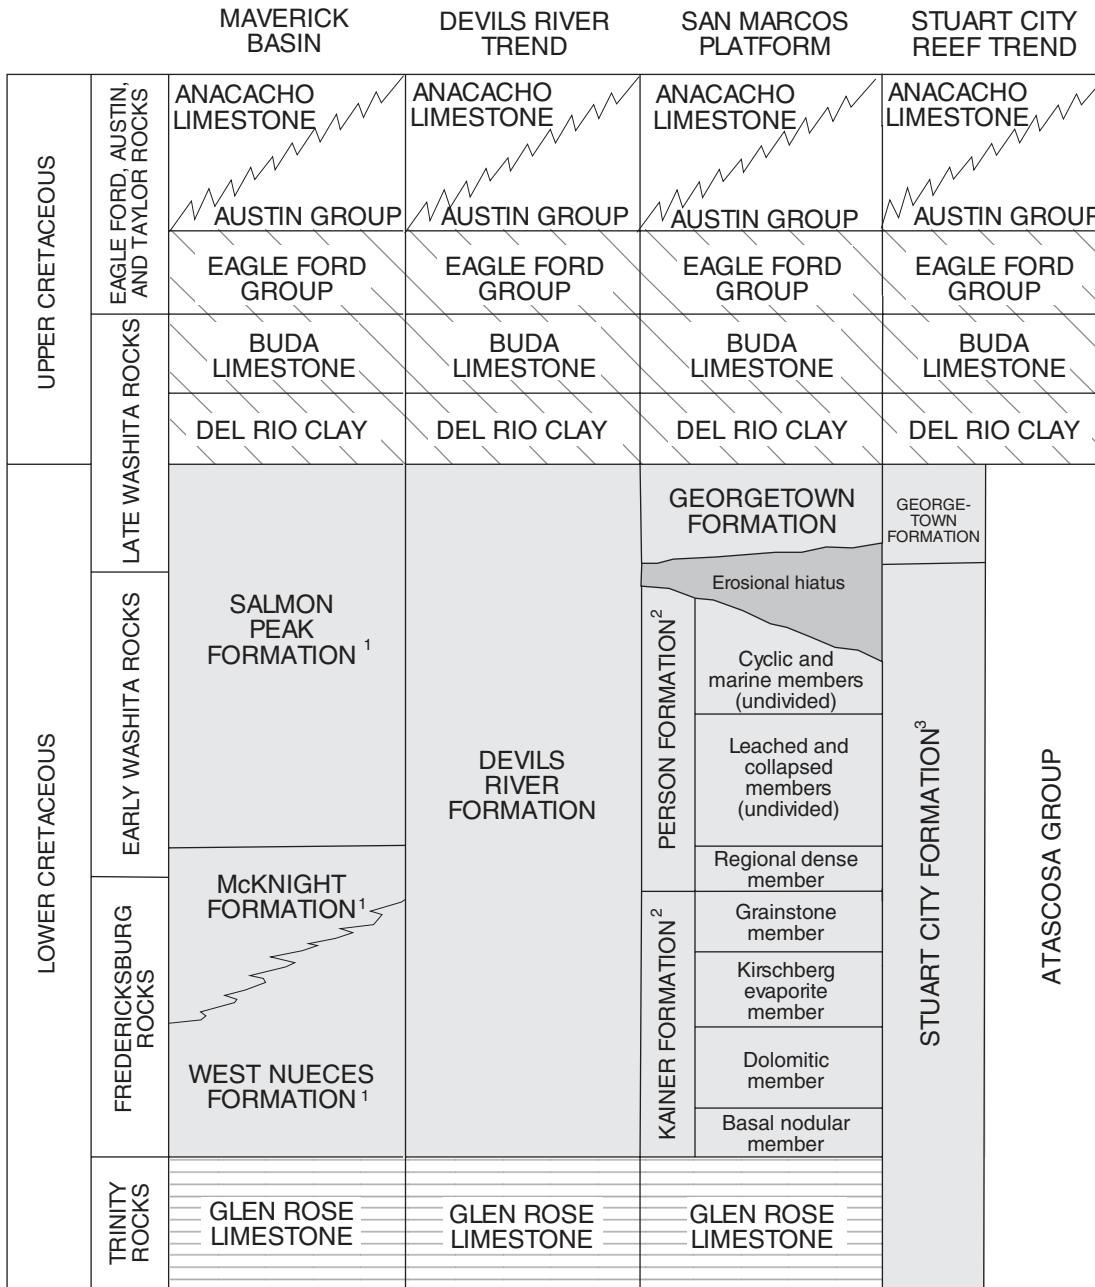 MAVERICK
BASIN
DEVILS RIVER
TREND
SAN MARCOS
PLATFORM
STUART CITY
REEF TREND
UPPER CRETACEOUS
EAGLE FORD, AUSTIN,
AND TAYLOR ROCKS
ANACACHO
LIMESTONE
AUSTIN GROUP
ANACACHO
LIMESTONE
AUSTIN GROUP
ANACACHO
LIMESTONE
AUSTIN GROUP
ANACACHO
LIMESTONE
AUSTIN GROUP
EAGLE FORD
GROUP
EAGLE FORD
GROUP
EAGLE FORD
GROUP
EAGLE FORD
GROUP
LATE WASHITA ROCKS
BUDA
LIMESTONE
BUDA
LIMESTONE
BUDA
LIMESTONE
BUDA
LIMESTONE
DEL RIO CLAY
DEL RIO CLAY
DEL RIO CLAY
DEL RIO CLAY
LOWER CRETACEOUS
EARLY WASHITA ROCKS
FREDERICKSBURG
ROCKS
TRINITY
ROCKS
SALMON
PEAK
FORMATION 1
McKNIGHT
FORMATION1
WEST NUECES
FORMATION 1
GLEN ROSE
LIMESTONE
DEVILS
RIVER
FORMATION
GLEN ROSE
LIMESTONE
GEORGETOWN
FORMATION
Erosional hiatus
PERSON FORMATION2
Cyclic and
marine members
(undivided)
Leached and
collapsed
members
(undivided)
Regional dense
member
KAINER FORMATION2
Grainstone
member
Kirschberg
evaporite
member
Dolomitic
member
Basal nodular
member
GLEN ROSE
LIMESTONE
GEORGE-
TOWN
FORMATION
STUART CITY FORMATION3
ATASCOSA GROUP